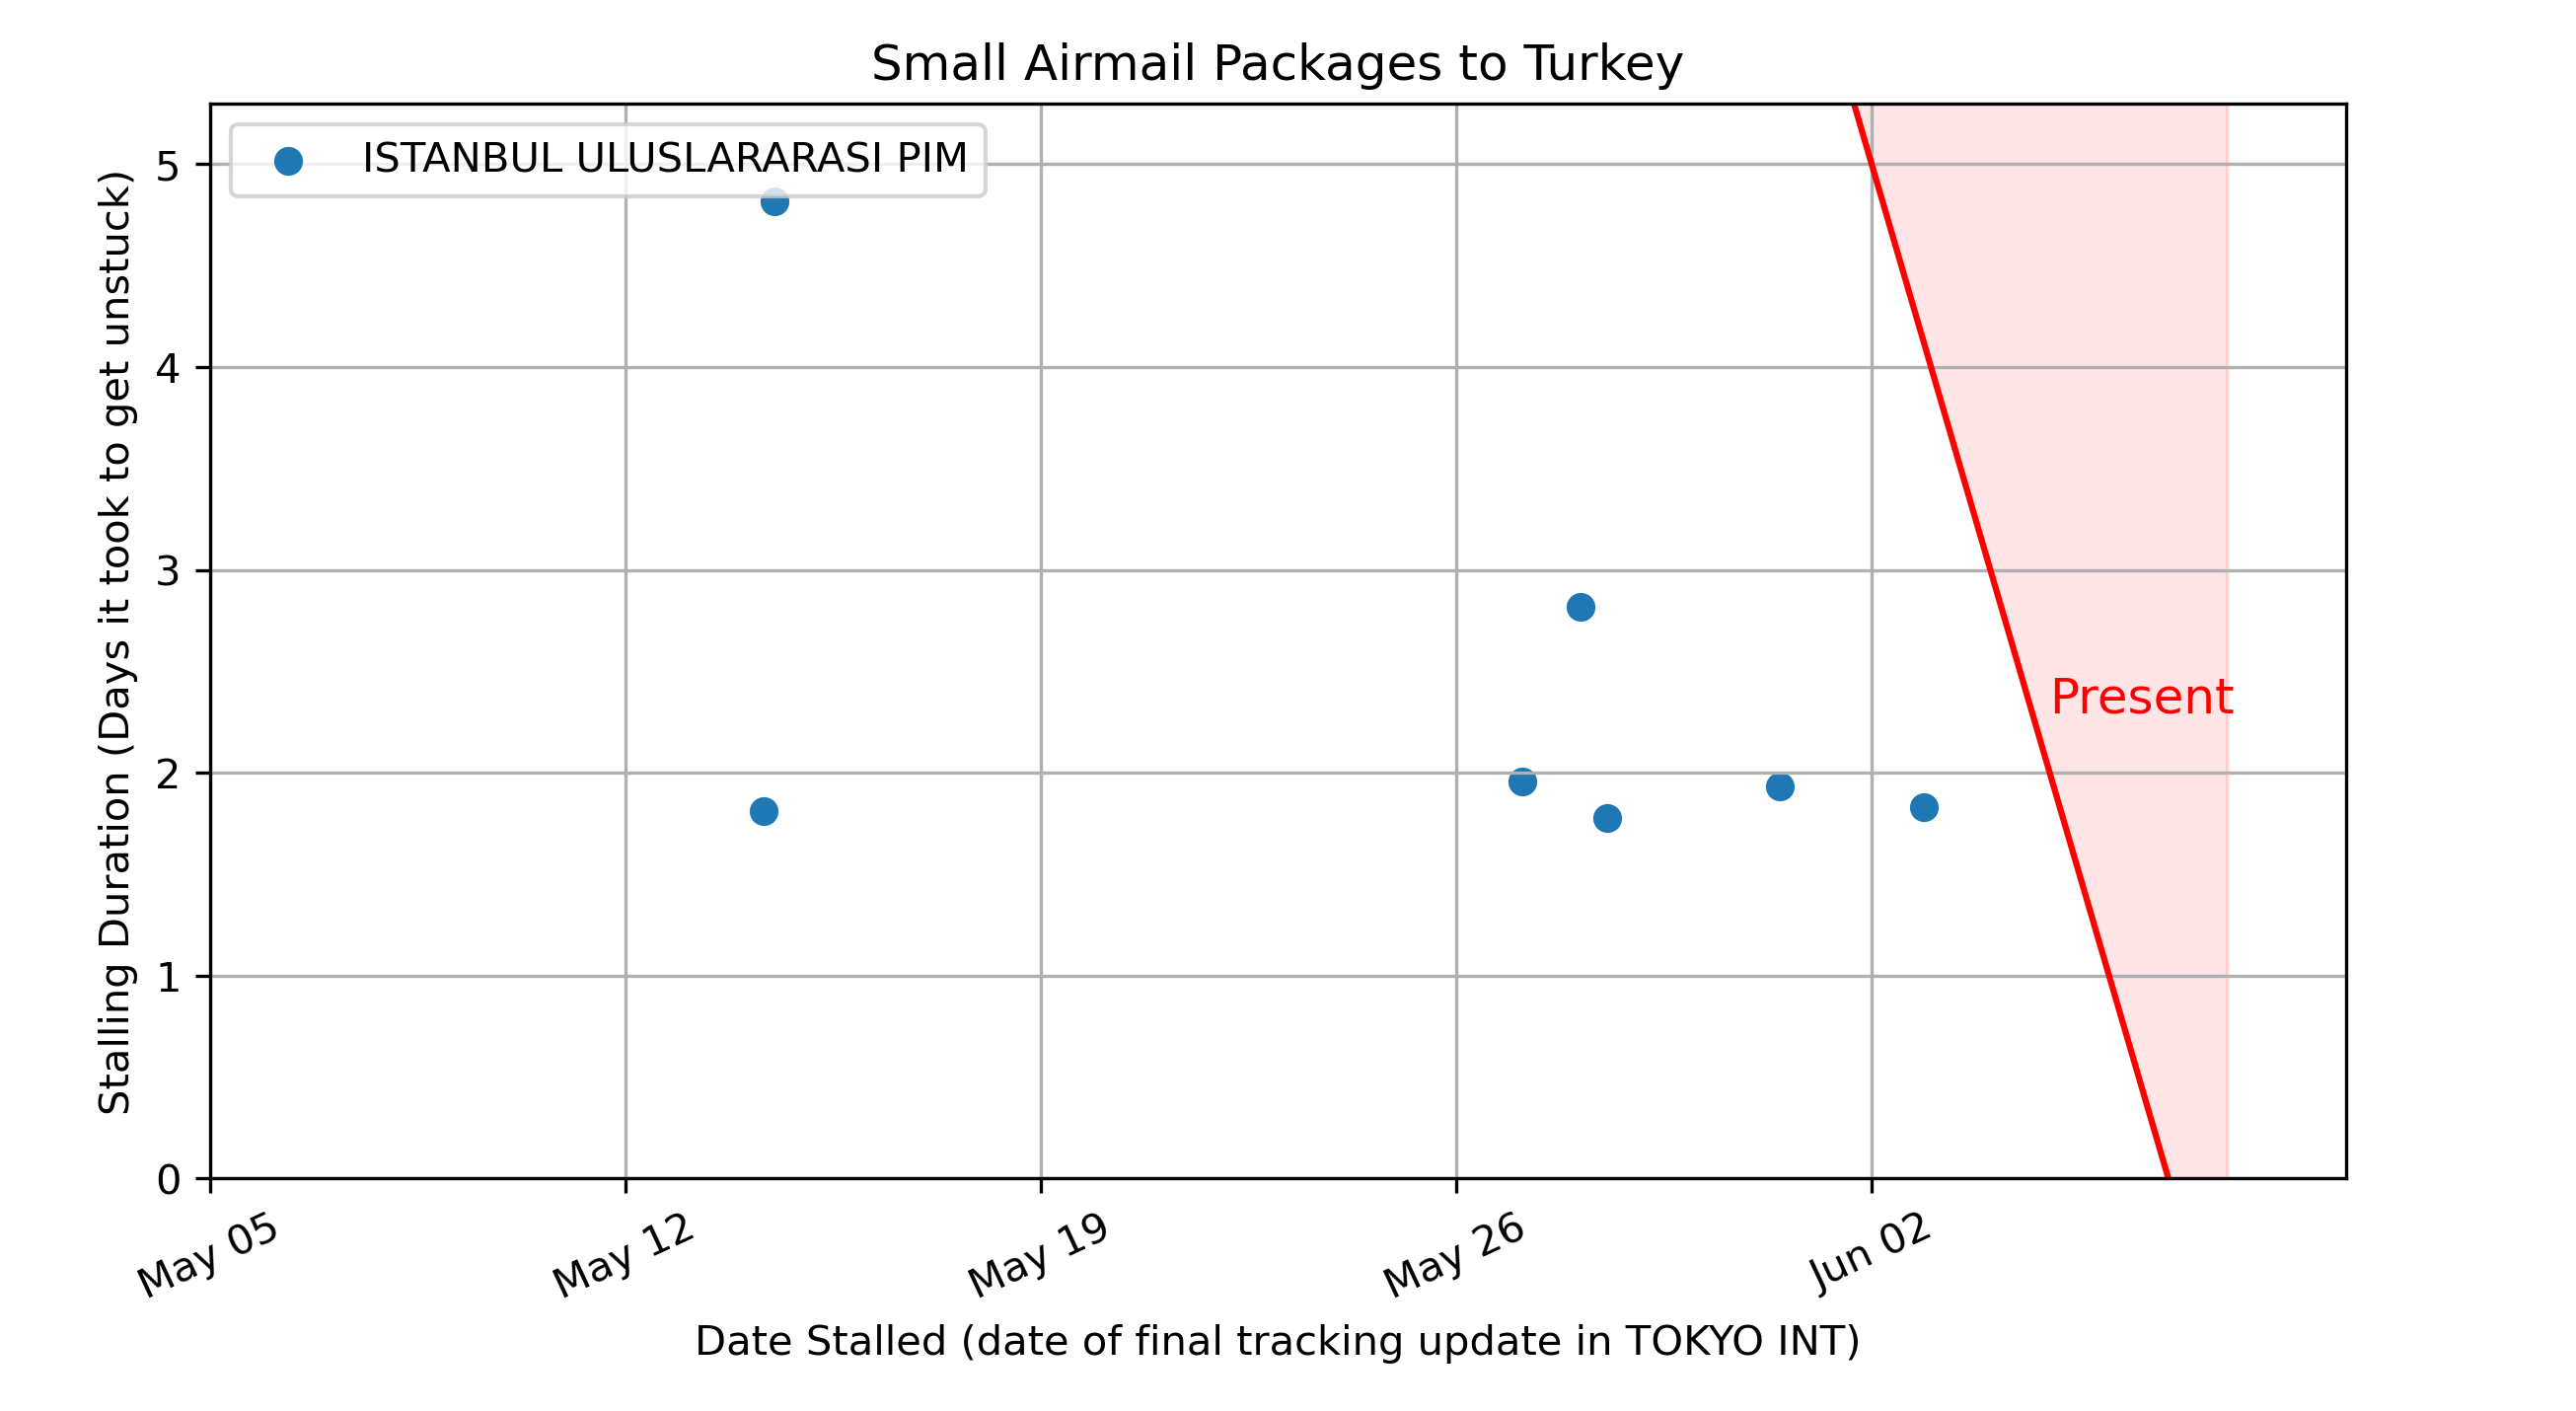 Small Airmail Packages to Turkey
ISTANBUL ULUSLARARASI PIM
Stalling Duration (Days it took to get unstuck)
5
4
3
2
1
0
Present
May 05
May 12
May 19
May 26
Jun 02
Date Stalled (date of final tracking update in TOKYO INT)